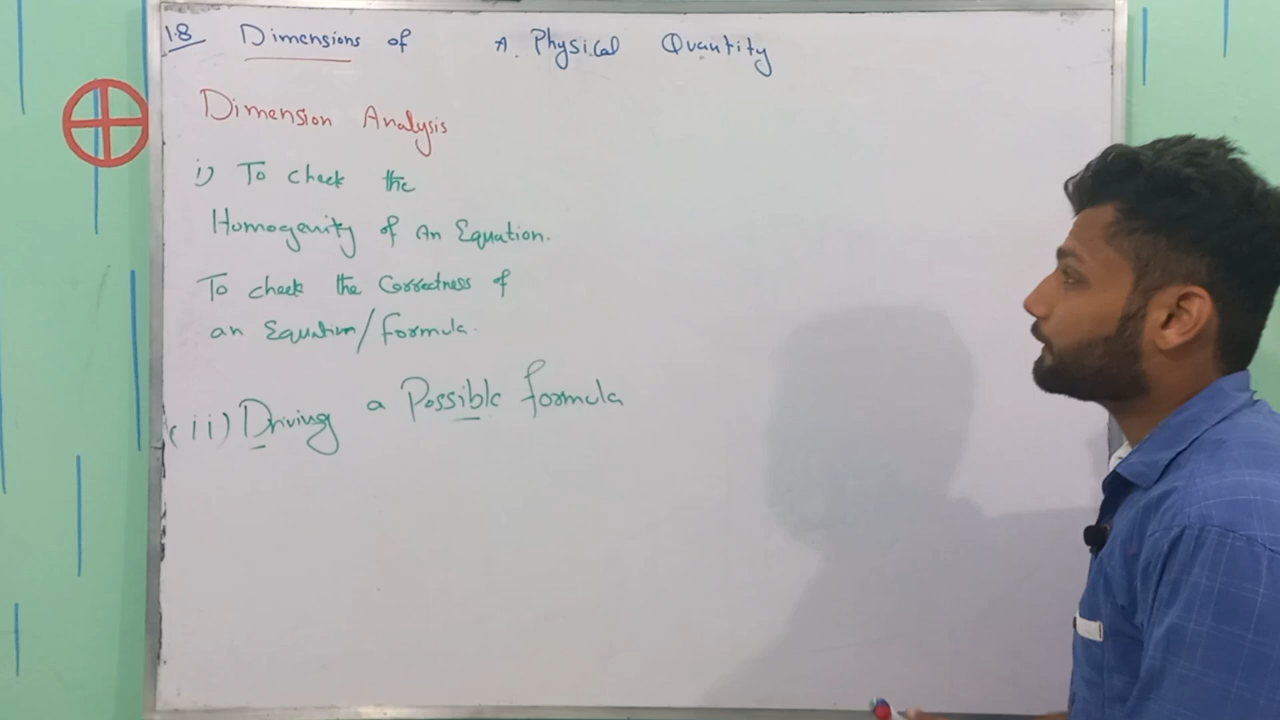 1.8 Dimensions of A. Physical Quantity
Dimension Analysis
i) To check the
Homogenity of An Equation.
To check the Correctness of
an Equation/formula.
(ii) Driving a Possible formula